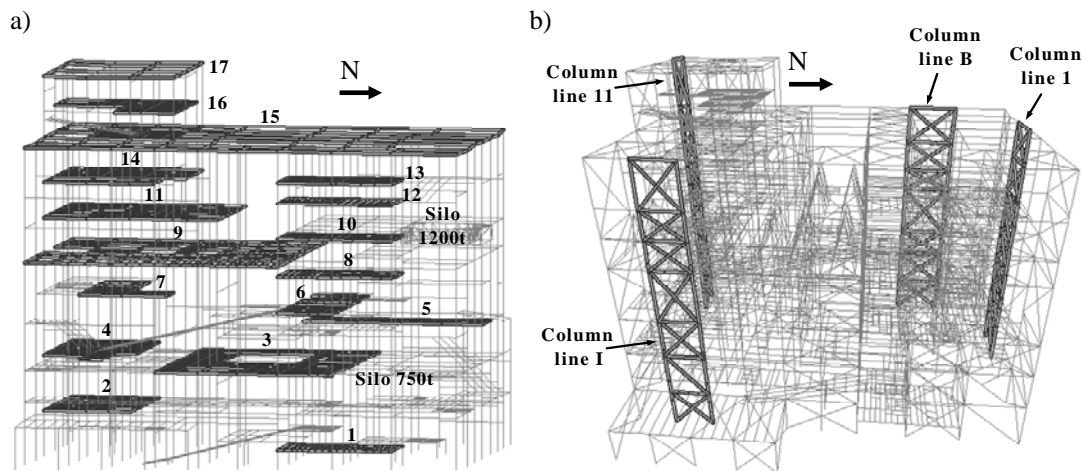 a)
17
N
16
15
14
13
11
12
10
Silo
1200t
9
8
7
6
5
4
3
Silo 750t
2
1
b)
Column
line B
Column
line 1
N
Column
line 11
Column
line I